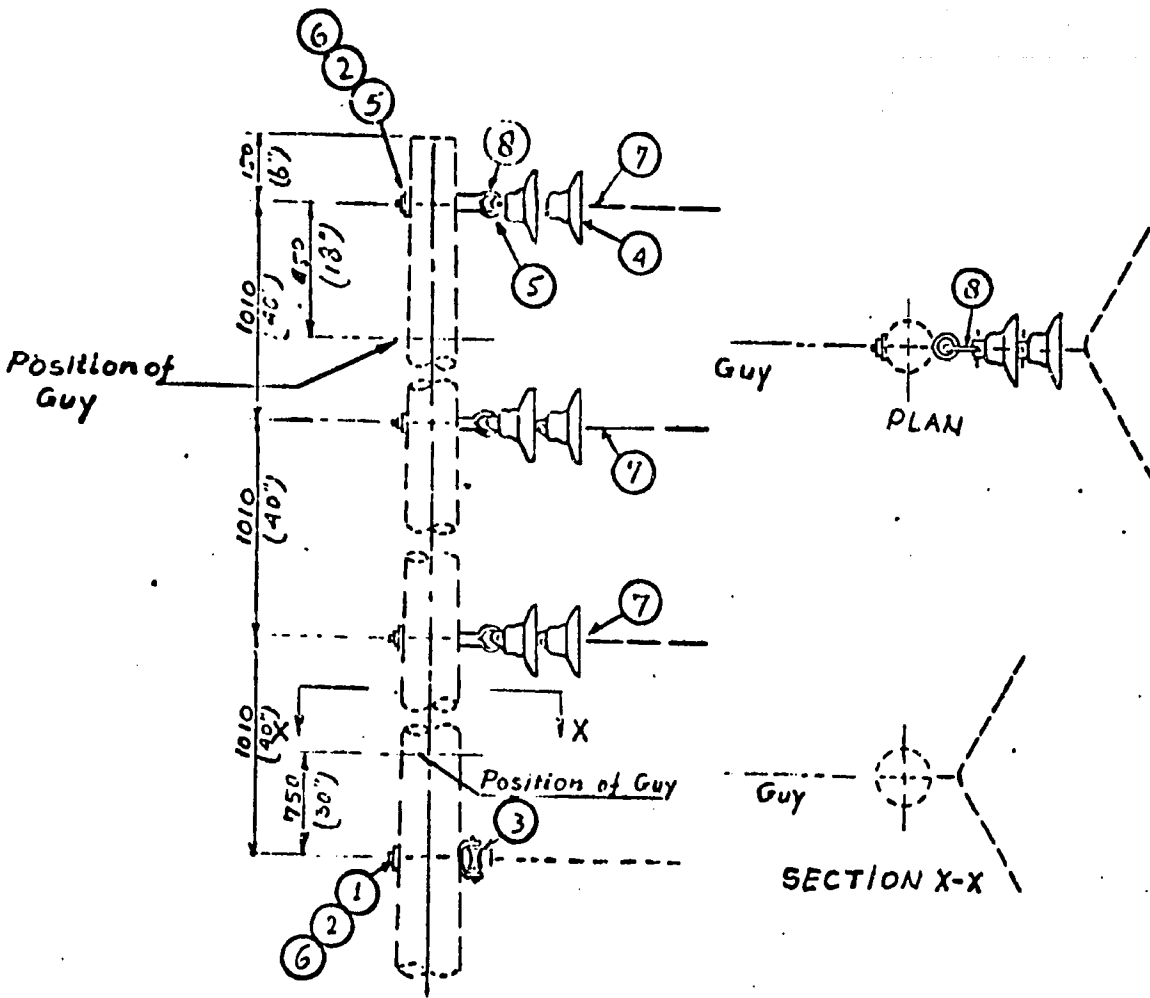 6
2
5
8
7
150
(6")
450
(18")
4
5
1010
(40")
8
Position of
Guy
Guy
PLAN
7
1010
(40")
7
1010
(40")
X
X
750
(30")
Position of Guy
Guy
3
1
2
6
SECTION X-X